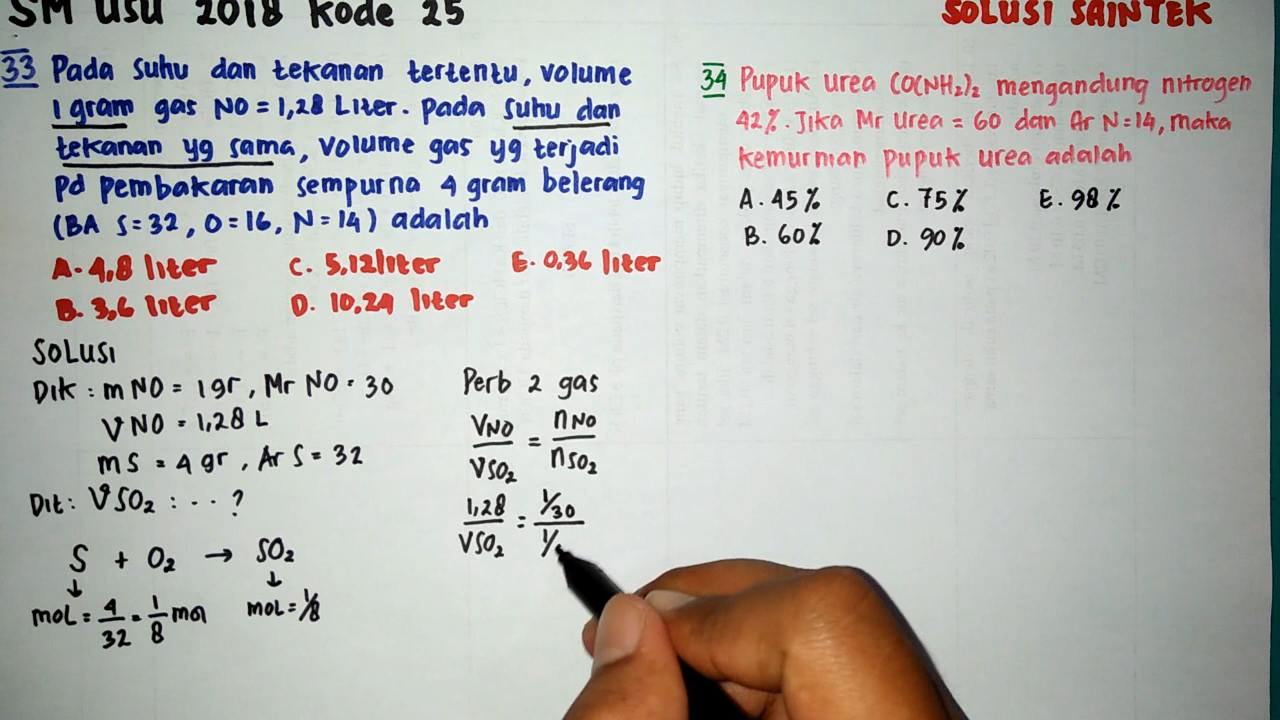 SM USU 2018 Kode 25
SOLUSI SAINTEK
33 Pada suhu dan tekanan tertentu, volume
1 gram gas NO = 1,28 Liter. Pada suhu dan
tekanan yg sama, volume gas yg terjadi
pd pembakaran sempurna 4 gram belerang
(BA S=32, O=16, N=14) adalah
A. 4,8 liter C. 5,12 liter E. 0,36 liter
B. 3,6 liter D. 10,24 liter
SOLUSI
Dik : m NO = 1 gr, Mr NO = 30
V NO = 1,28 L
m S = 4 gr, Ar S = 32
Dit : V SO₂ : ... ?
S + O₂ → SO₂
↓ ↓
mol = 4/32 = 1/8 mol mol = 1/8
Perb 2 gas
VNO/VSO₂ = nNO/nSO₂
1,28/VSO₂ = 1/30 / 1/
34 Pupuk urea CO(NH₂)₂ mengandung nitrogen
42%. Jika Mr Urea = 60 dan Ar N=14, maka
kemurnian pupuk urea adalah
A. 45% C. 75% E. 98%
B. 60% D. 90%